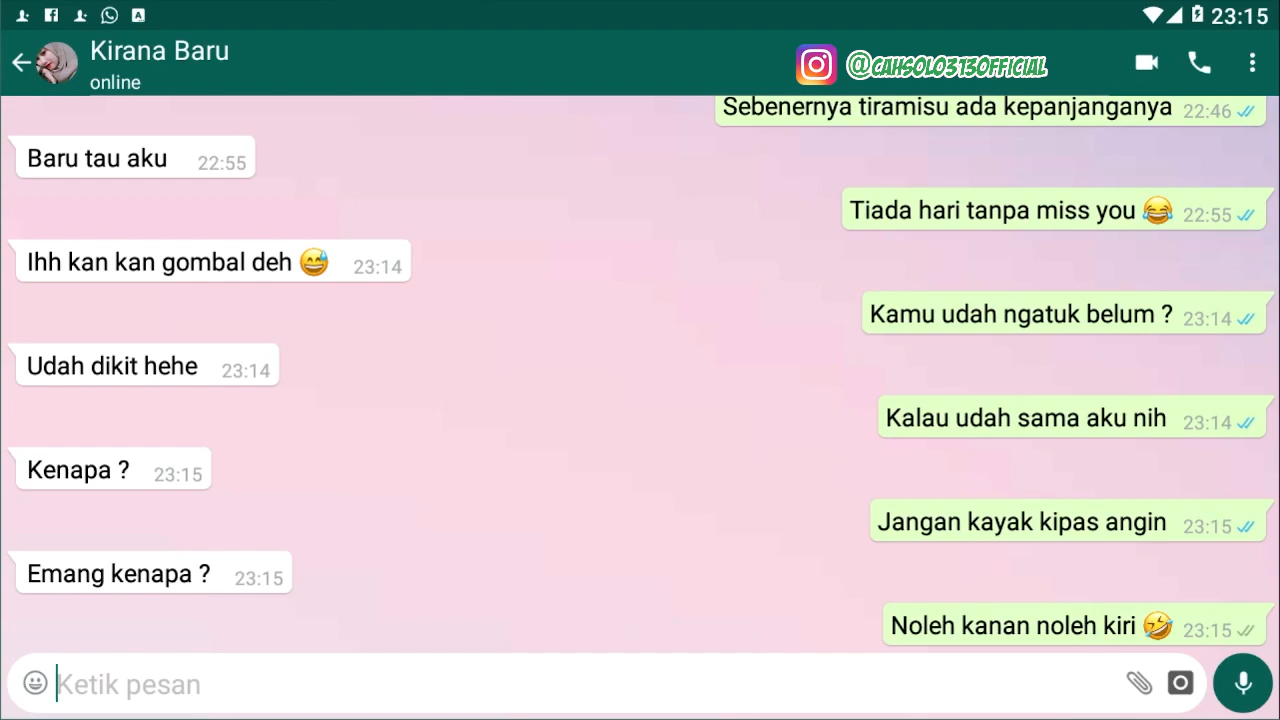 23:15
Kirana Baru
online
@CAHSOLO313OFFICIAL
Sebenernya tiramisu ada kepanjanganya 22:46
Baru tau aku 22:55
Tiada hari tanpa miss you 😂 22:55
Ihh kan kan gombal deh 😅 23:14
Kamu udah ngatuk belum ? 23:14
Udah dikit hehe 23:14
Kalau udah sama aku nih 23:14
Kenapa ? 23:15
Jangan kayak kipas angin 23:15
Emang kenapa ? 23:15
Noleh kanan noleh kiri 🤣 23:15
Ketik pesan